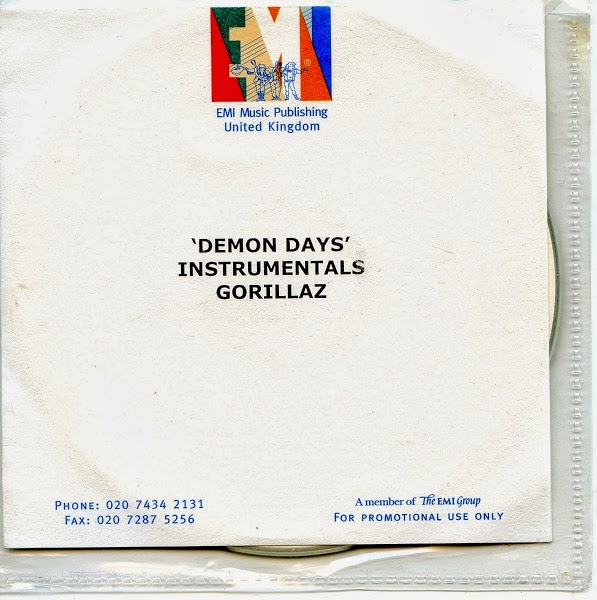 EMI
®
EMI Music Publishing
United Kingdom
‘DEMON DAYS’
INSTRUMENTALS
GORILLAZ
PHONE: 020 7434 2131
FAX: 020 7287 5256
A member of The EMI Group
FOR PROMOTIONAL USE ONLY